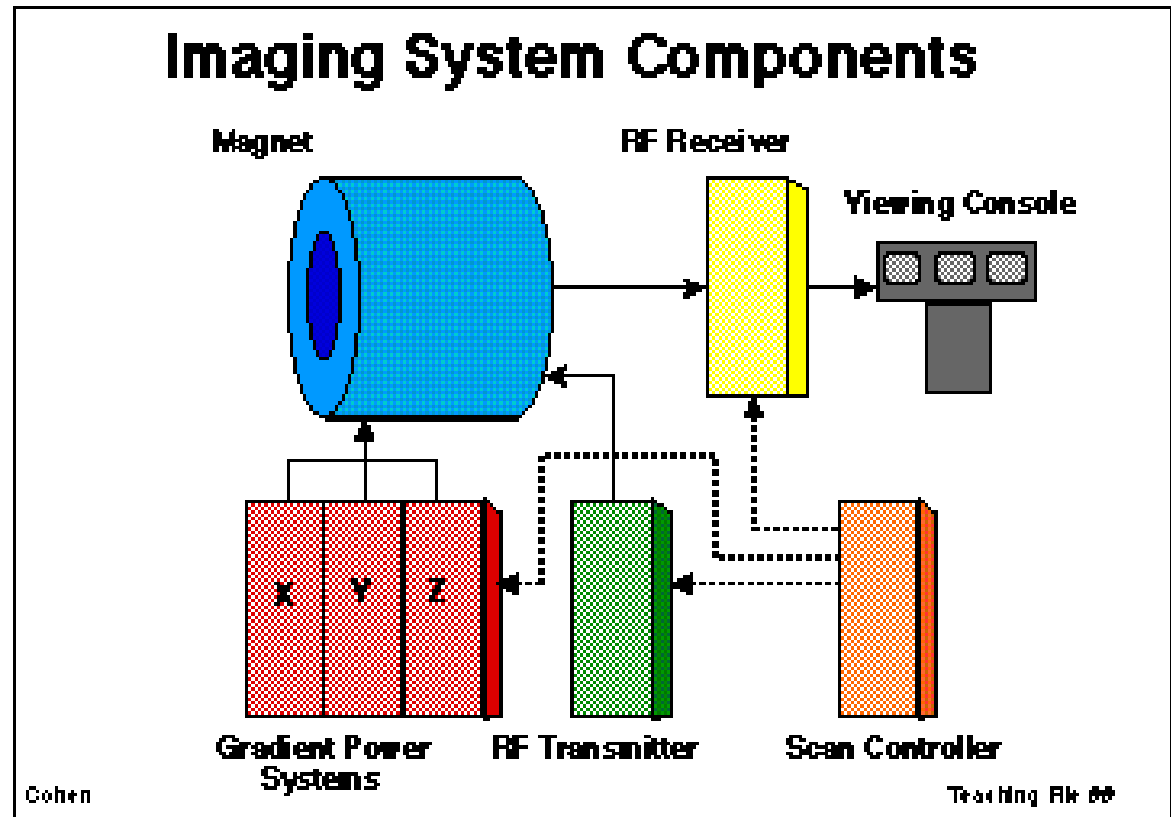 Imaging System Components
Magnet
RF Receiver
Viewing Console
X Y Z
Gradient Power
Systems
RF Transmitter
Scan Controller
Cohen
Teaching File